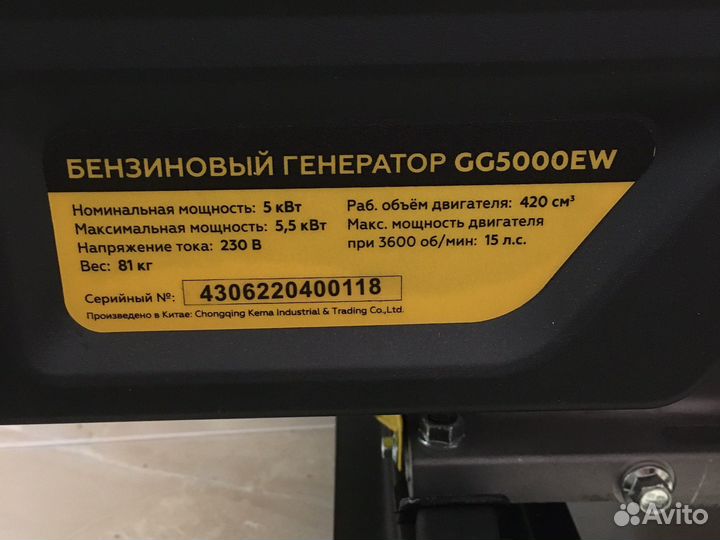 БЕНЗИНОВЫЙ ГЕНЕРАТОР GG5000EW
Номинальная мощность: 5 кВт
Максимальная мощность: 5,5 кВт
Напряжение тока: 230 В
Вес: 81 кг
Раб. объём двигателя: 420 см³
Макс. мощность двигателя
при 3600 об/мин: 15 л.с.
Серийный №: 4306220400118
Произведено в Китае: Chongqing Kema Industrial & Trading Co.,Ltd.
Avito